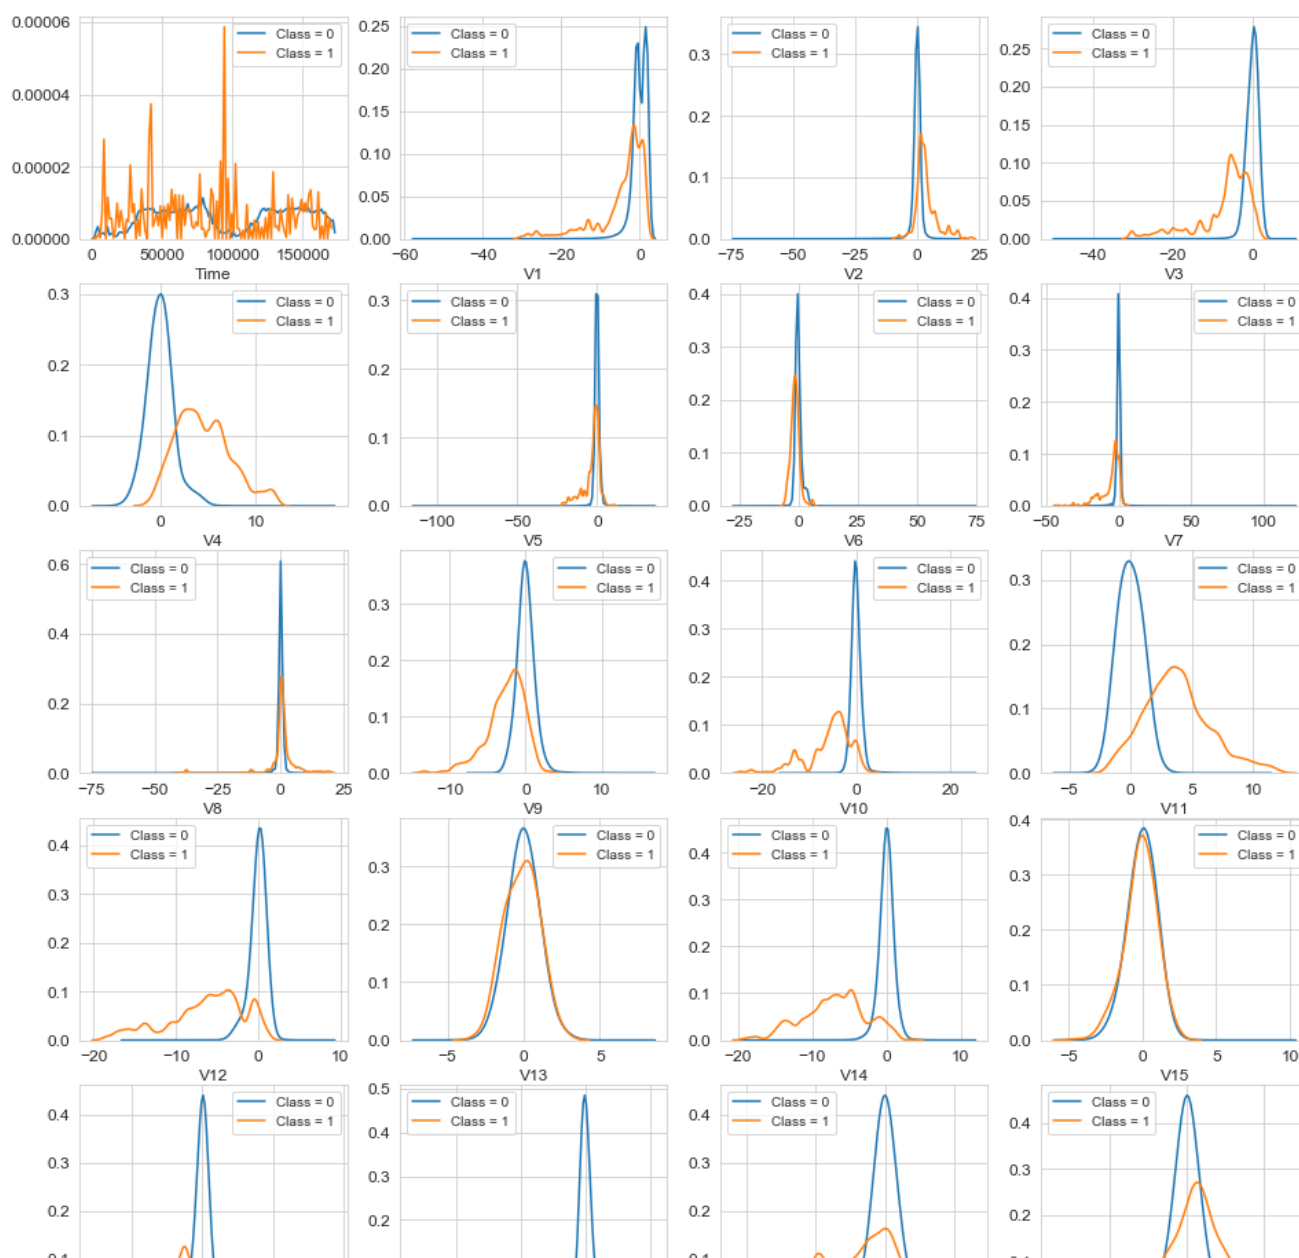 0.00006
0.00004
0.00002
0.00000
0 50000 100000 150000
Time
Class = 0
Class = 1
0.25
0.20
0.15
0.10
0.05
0.00
−60 −40 −20 0
V1
Class = 0
Class = 1
0.3
0.2
0.1
0.0
−75 −50 −25 0 25
V2
Class = 0
Class = 1
0.25
0.20
0.15
0.10
0.05
0.00
−40 −20 0
V3
Class = 0
Class = 1
0.3
0.2
0.1
0.0
0 10
V4
Class = 0
Class = 1
0.3
0.2
0.1
0.0
−100 −50 0
V5
Class = 0
Class = 1
0.4
0.3
0.2
0.1
0.0
−25 0 25 50 75
V6
Class = 0
Class = 1
0.4
0.3
0.2
0.1
0.0
−50 0 50 100
V7
Class = 0
Class = 1
0.6
0.4
0.2
0.0
−75 −50 −25 0 25
V8
Class = 0
Class = 1
0.3
0.2
0.1
0.0
−10 0 10
V9
Class = 0
Class = 1
0.4
0.3
0.2
0.1
0.0
−20 0 20
V10
Class = 0
Class = 1
0.3
0.2
0.1
0.0
−5 0 5 10
V11
Class = 0
Class = 1
0.4
0.3
0.2
0.1
0.0
−20 −10 0 10
V12
Class = 0
Class = 1
0.3
0.2
0.1
0.0
−5 0 5
V13
Class = 0
Class = 1
0.4
0.3
0.2
0.1
0.0
−20 −10 0 10
V14
Class = 0
Class = 1
0.4
0.3
0.2
0.1
0.0
−5 0 5 10
V15
Class = 0
Class = 1
0.4
0.3
0.2
Class = 0
Class = 1
0.5
0.4
0.3
0.2
Class = 0
Class = 1
0.4
0.3
0.2
Class = 0
Class = 1
0.4
0.3
0.2